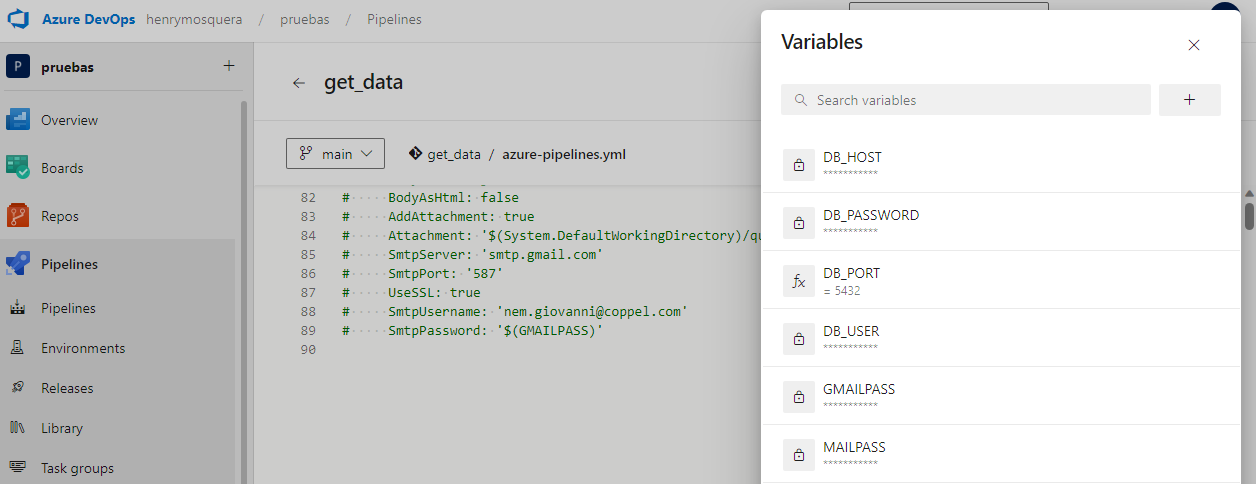 Azure DevOps henrymosquera / pruebas / Pipelines
P pruebas +
Overview
Boards
Repos
Pipelines
Pipelines
Environments
Releases
Library
Task groups
get_data
main get_data / azure-pipelines.yml
82 # BodyAsHtml: false
83 # AddAttachment: true
84 # Attachment: '$(System.DefaultWorkingDirectory)/qu
85 # SmtpServer: 'smtp.gmail.com'
86 # SmtpPort: '587'
87 # UseSSL: true
88 # SmtpUsername: 'nem.giovanni@coppel.com'
89 # SmtpPassword: '$(GMAILPASS)'
90
Variables
Search variables
DB_HOST
***********
DB_PASSWORD
***********
fx DB_PORT
= 5432
DB_USER
***********
GMAILPASS
***********
MAILPASS
***********